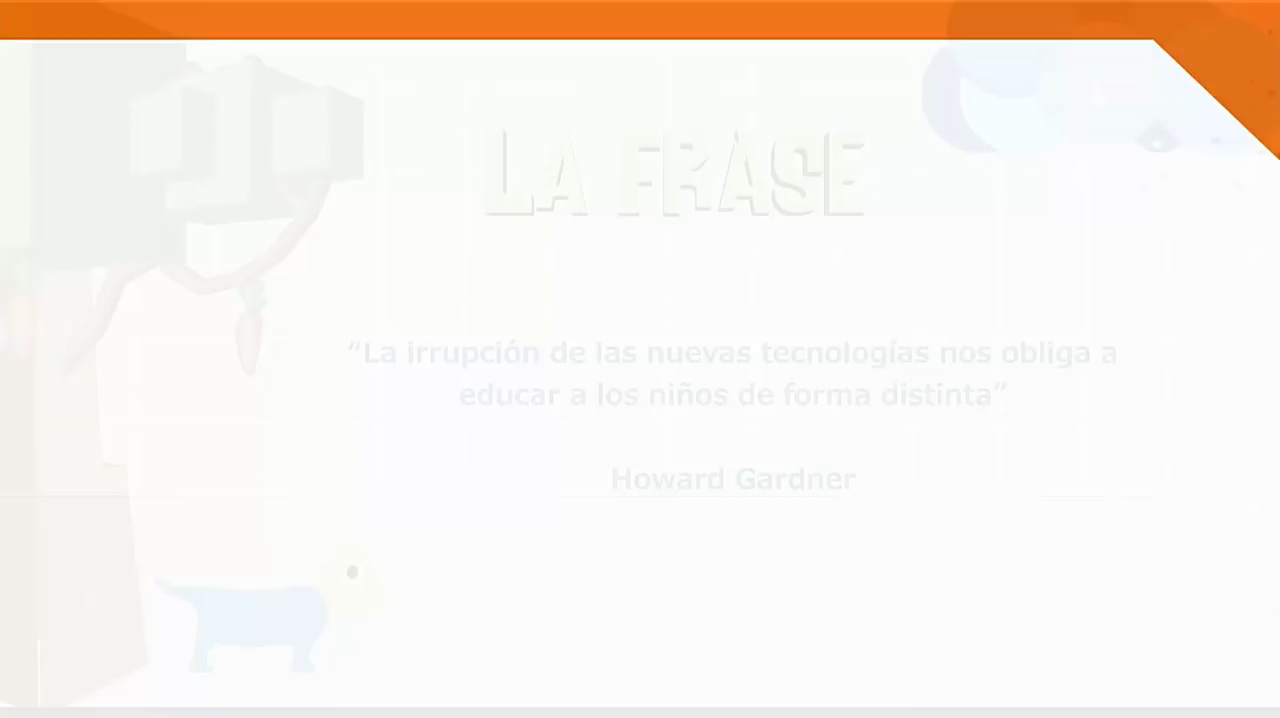 LA FRASE
“La irrupción de las nuevas tecnologías nos obliga a
educar a los niños de forma distinta”
Howard Gardner